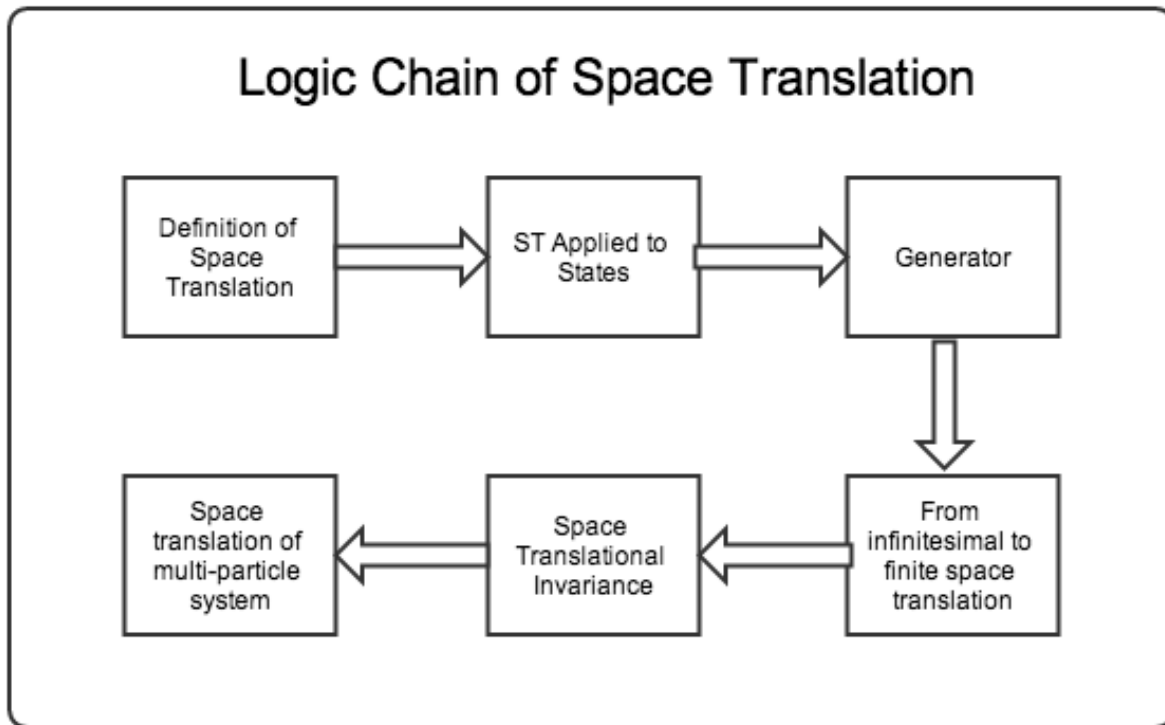 Logic Chain of Space Translation
Definition of
Space
Translation
ST Applied to
States
Generator
From
infinitesimal to
finite space
translation
Space
Translational
Invariance
Space
translation of
multi-particle
system